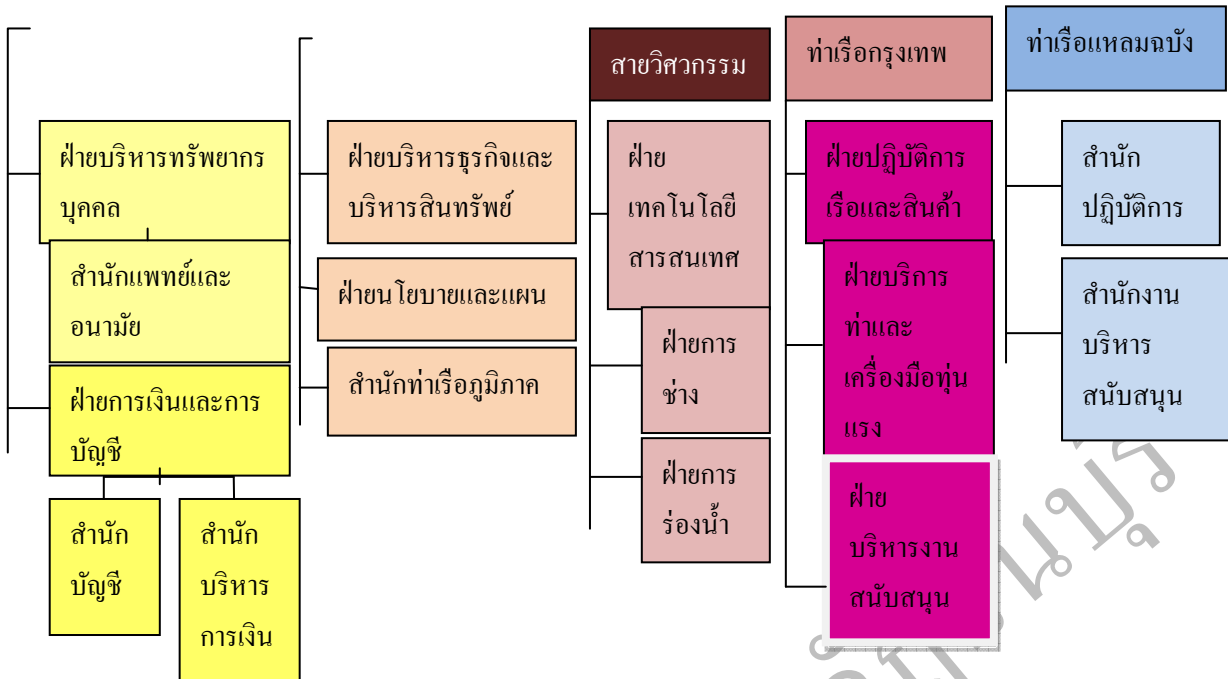 ฝ่ายบริหารทรัพยากร
บุคคล
สำนักแพทย์และ
อนามัย
ฝ่ายการเงินและการ
บัญชี
สำนัก
บัญชี
สำนัก
บริหาร
การเงิน
ฝ่ายบริหารธุรกิจและ
บริหารสินทรัพย์
ฝ่ายนโยบายและแผน
สำนักท่าเรือภูมิภาค
สายวิศวกรรม
ฝ่าย
เทคโนโลยี
สารสนเทศ
ฝ่ายการ
ช่าง
ฝ่ายการ
ร่องน้ำ
ท่าเรือกรุงเทพ
ฝ่ายปฏิบัติการ
เรือและสินค้า
ฝ่ายบริการ
ท่าและ
เครื่องมือทุ่น
แรง
ฝ่าย
บริหารงาน
สนับสนุน
ท่าเรือแหลมฉบัง
สำนัก
ปฏิบัติการ
สำนักงาน
บริหาร
สนับสนุน